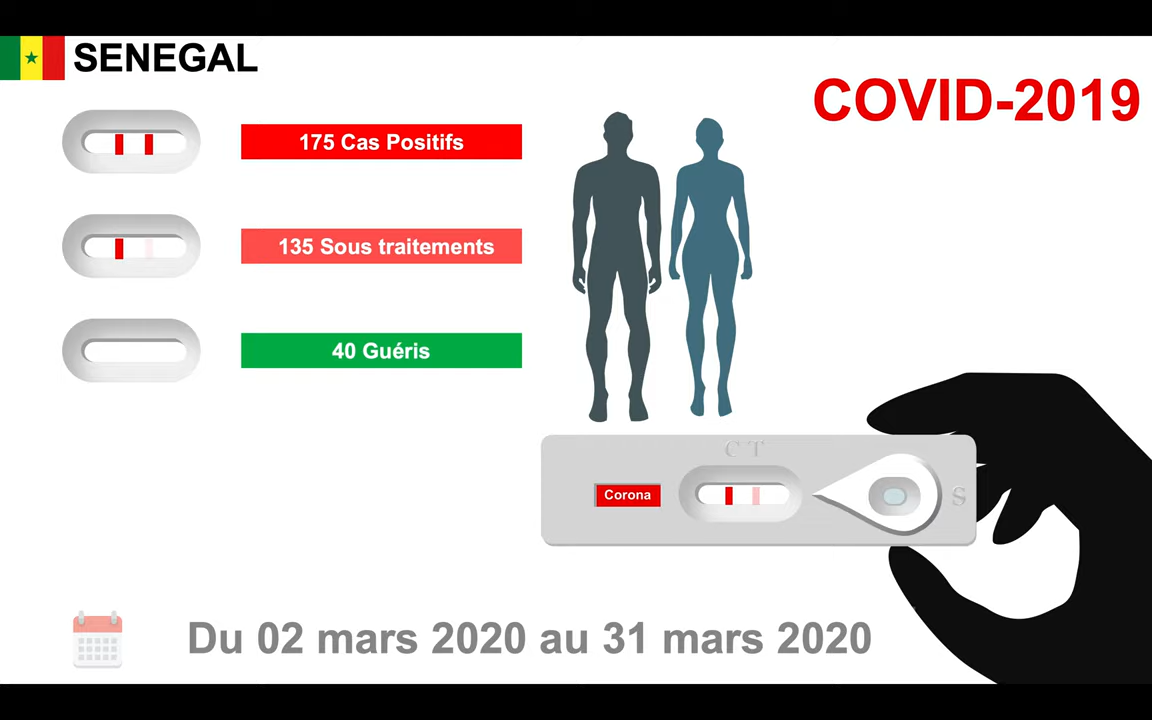 SENEGAL
COVID-2019
175 Cas Positifs
135 Sous traitements
40 Guéris
C T
Corona
S
Du 02 mars 2020 au 31 mars 2020